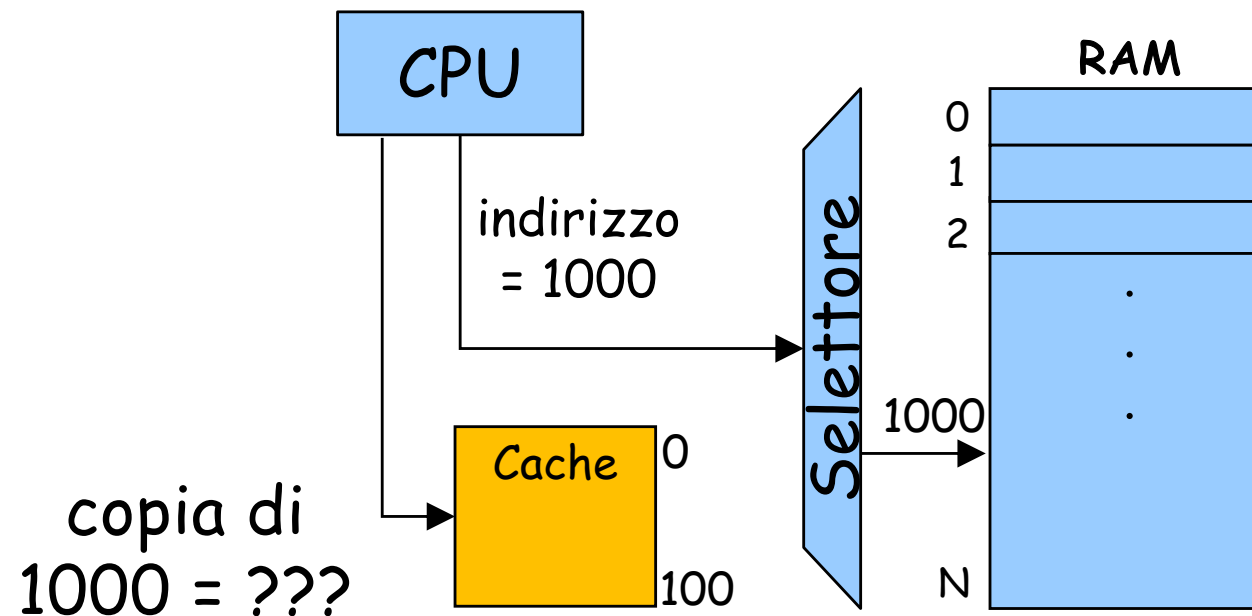 CPU
RAM
0
1
2
indirizzo
= 1000
.
.
.
Selettore
1000
Cache
0
100
copia di
1000 = ???
N